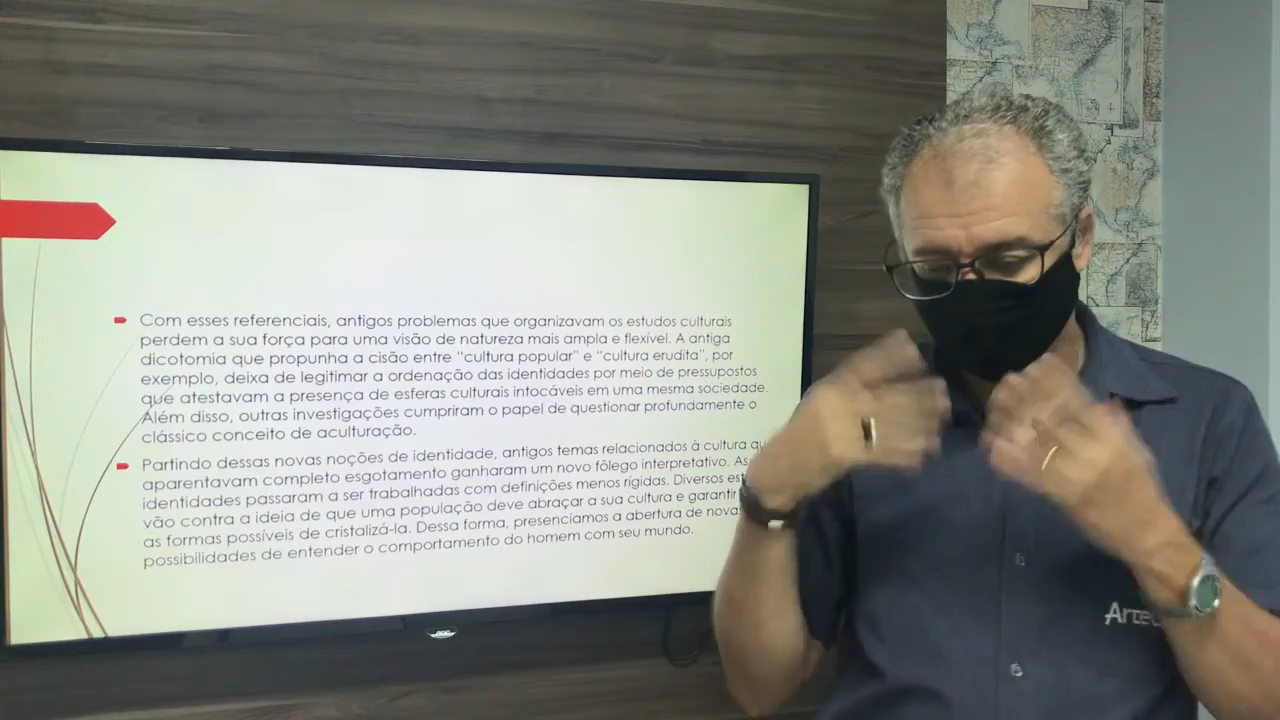 Com esses referenciais, antigos problemas que organizavam os estudos culturais
perdem a sua força para uma visão de natureza mais ampla e flexível. A antiga
dicotomia que propunha a cisão entre “cultura popular” e “cultura erudita”, por
exemplo, deixa de legitimar a ordenação das identidades por meio de pressupostos
que atestavam a presença de esferas culturais intocáveis em uma mesma sociedade.
Além disso, outras investigações cumpriram o papel de questionar profundamente o
clássico conceito de aculturação.
Partindo dessas novas noções de identidade, antigos temas relacionados à cultura
aparentavam completo esgotamento ganharam um novo fôlego interpretativo. As
identidades passaram a ser trabalhadas com definições menos rígidas. Diversos
vão contra a ideia de que uma população deve abraçar a sua cultura e garantir
as formas possíveis de cristalizá-la. Dessa forma, presenciamos a abertura de novas
possibilidades de entender o comportamento do homem com seu mundo.
AOC